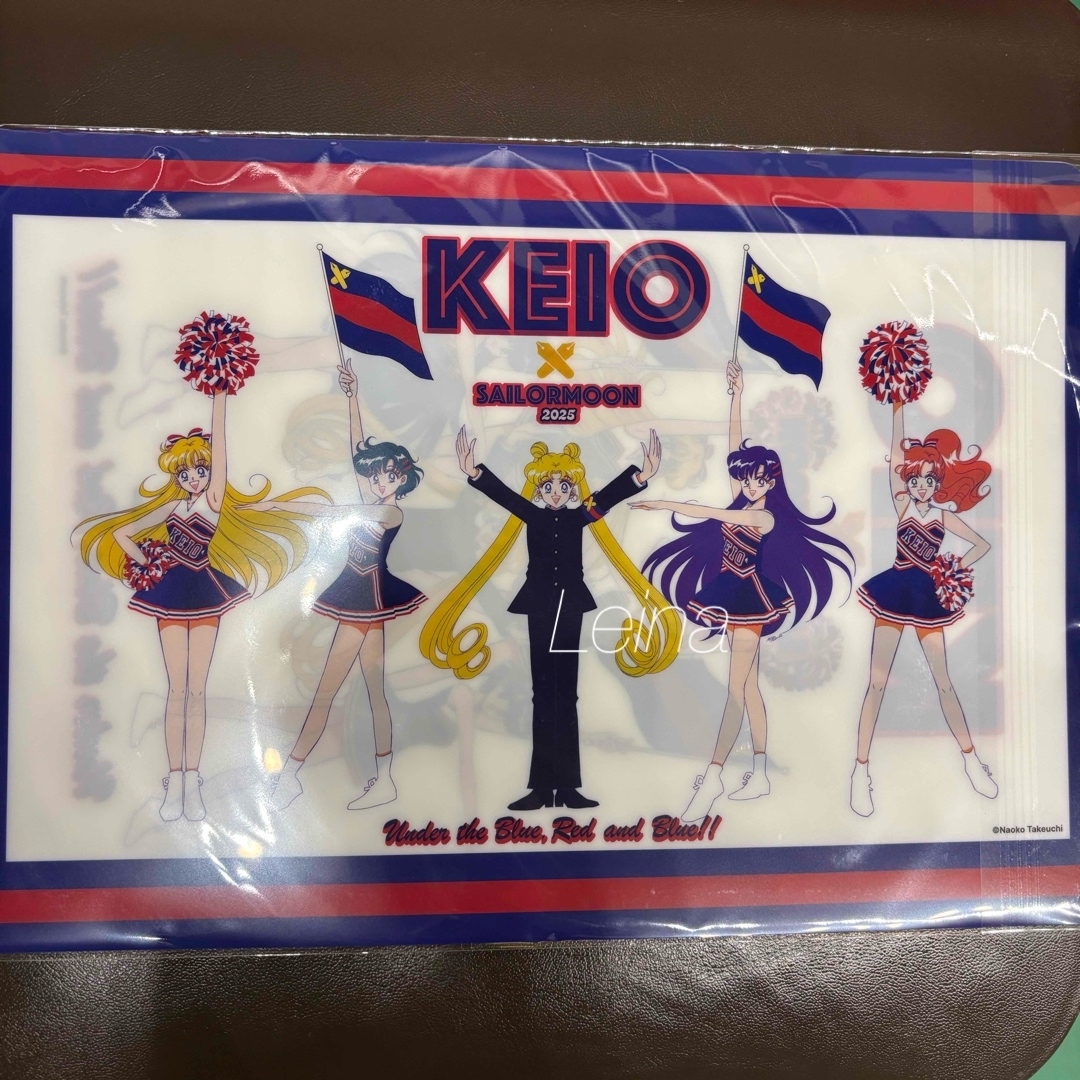 KEIO
SAILORMOON
2025
KEIO
KEIO
KEIO
KEIO
Leina
Under the Blue, Red and Blue!!
©Naoko Takeuchi